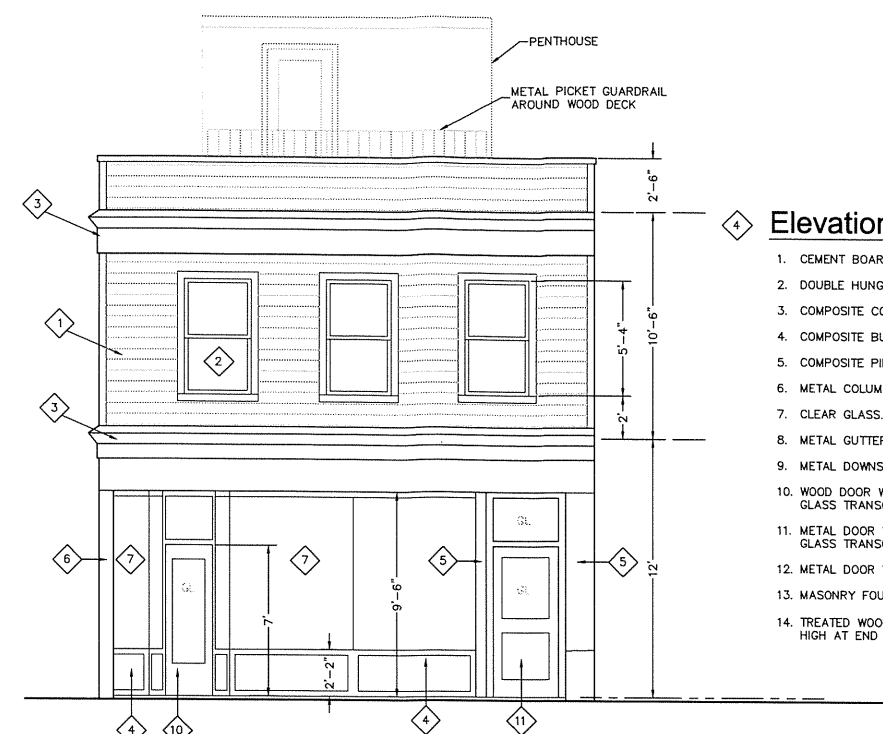 PENTHOUSE
METAL PICKET GUARDRAIL
AROUND WOOD DECK
2'-6"
3
4 Elevation
1. CEMENT BOAR
2. DOUBLE HUNG
3. COMPOSITE CO
4. COMPOSITE BU
5. COMPOSITE PI
6. METAL COLUM
7. CLEAR GLASS.
8. METAL GUTTER
9. METAL DOWNS
10. WOOD DOOR W
GLASS TRANS
11. METAL DOOR
GLASS TRANS
12. METAL DOOR
13. MASONRY FOU
14. TREATED WOO
HIGH AT END
1
2
5'-4"
10'-6"
3
2'
GL
6
7
GL
7
5
GL
5
7'
9'-6"
12'
2'-2"
4
10
4
11